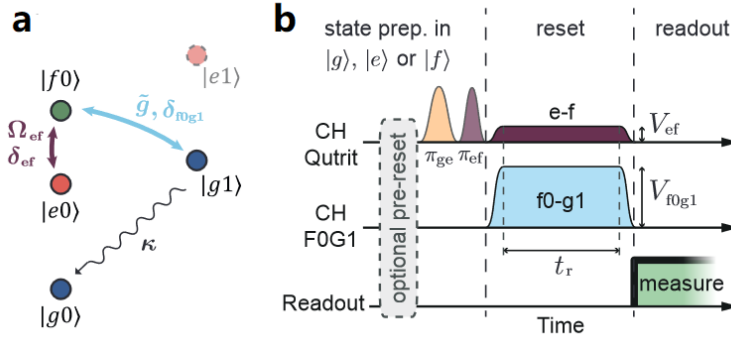 a
|f0⟩
|e1⟩
g̃, δf0g1
Ωef
δef
|e0⟩
|g1⟩
κ
|g0⟩
b
state prep. in
|g⟩, |e⟩ or |f⟩
reset
readout
CH
Qutrit
πge
πef
e-f
Vef
optional pre-reset
CH
F0G1
f0-g1
Vf0g1
tr
Readout
measure
Time